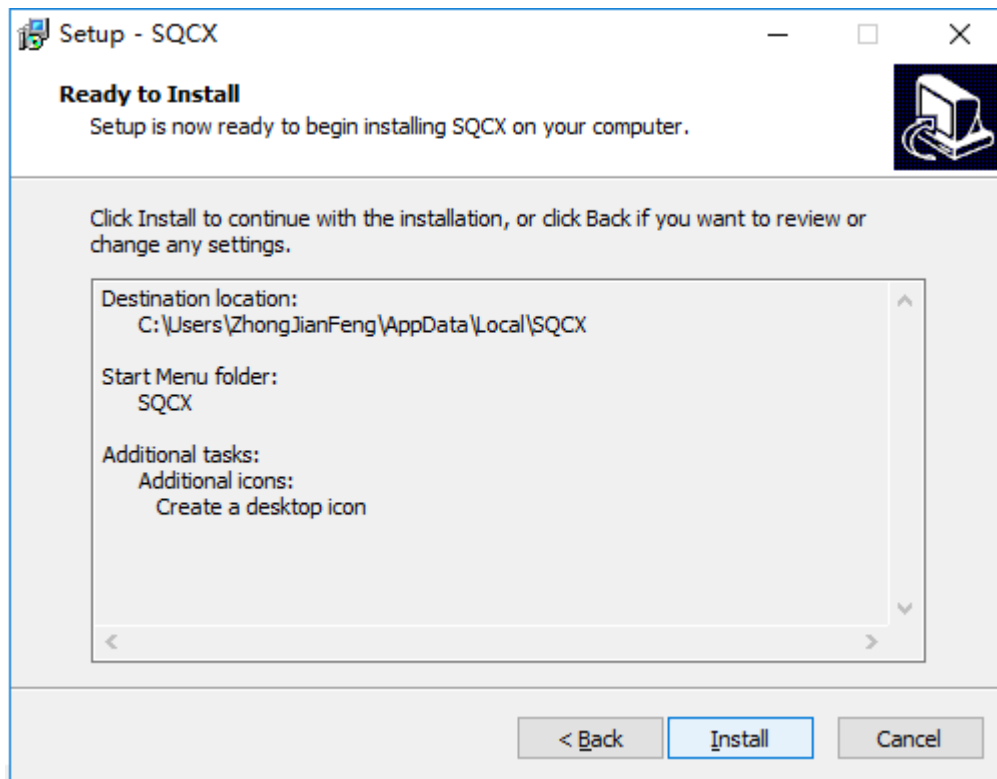 Setup - SQCX
Ready to Install
Setup is now ready to begin installing SQCX on your computer.
Click Install to continue with the installation, or click Back if you want to review or
change any settings.
Destination location:
C:\Users\ZhongJianFeng\AppData\Local\SQCX
Start Menu folder:
SQCX
Additional tasks:
Additional icons:
Create a desktop icon
< Back
Install
Cancel